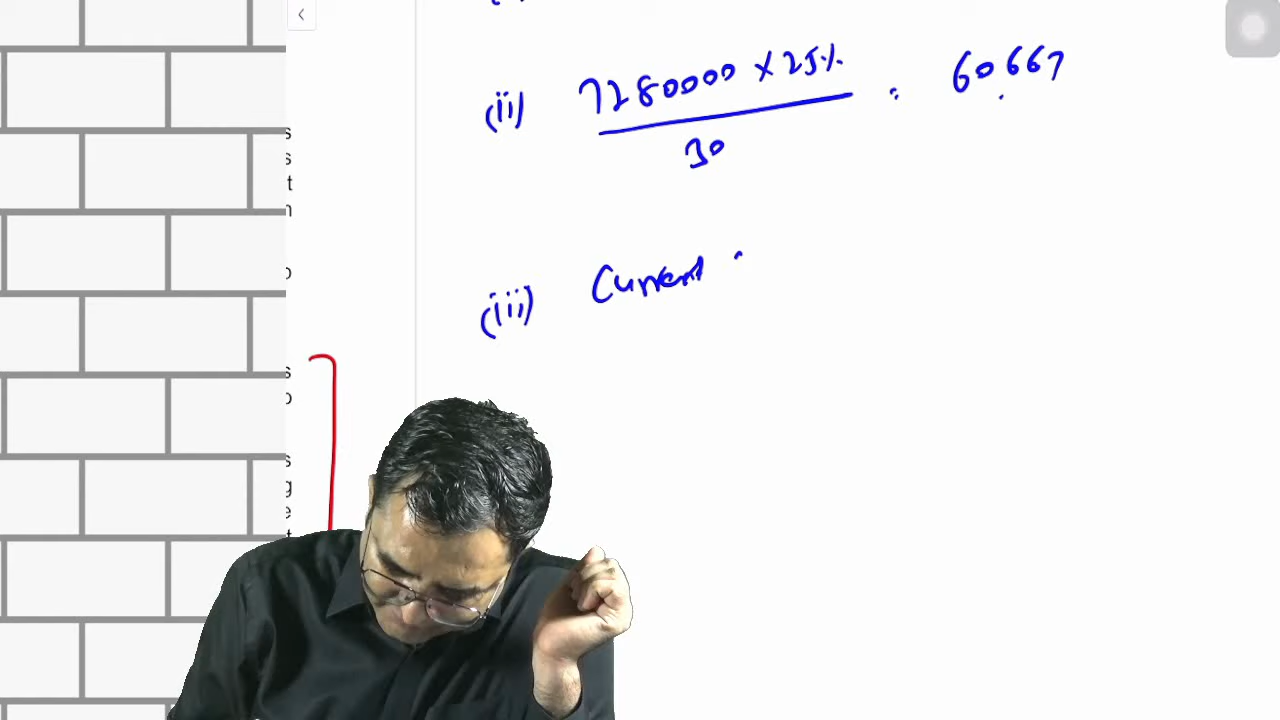 (ii) 7280000 × 25% = 60667
30
(iii) Current
s
s
t
n
o
s
o
s
g
e
t